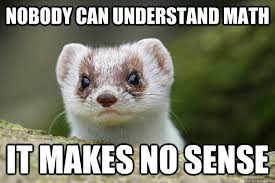 NOBODY CAN UNDERSTAND MATH
IT MAKES NO SENSE